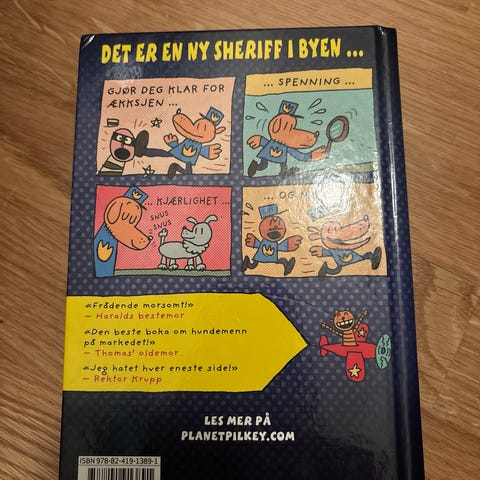 DET ER EN NY SHERIFF I BYEN ...
GJØR DEG KLAR FOR
ÆKKSJEN ...
... SPENNING ...
... KJÆRLIGHET ...
SNUS
SNUS
... OG
«Frådende morsomt!»
– Haralds bestemor
«Den beste boka om hundemenn
på markedet!»
– Thomas' oldemor
«Jeg hatet hver eneste side!»
– Rektor Krupp
LES MER PÅ
PLANETPILKEY.COM
ISBN 978-82-419-1389-1